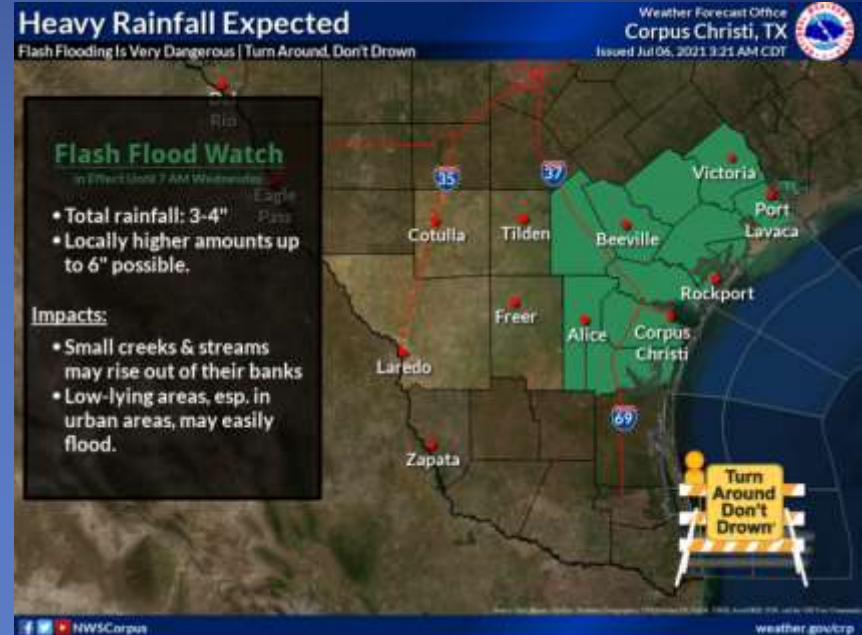 Heavy Rainfall Expected
Flash Flooding Is Very Dangerous | Turn Around, Don't Drown
Weather Forecast Office
Corpus Christi, TX
Issued Jul 06, 2021 3:21 AM CDT
Del
Rio
Flash Flood Watch
in Effect Until 7 AM Wednesday
Eagle
Pass
• Total rainfall: 3-4"
• Locally higher amounts up
to 6" possible.
Impacts:
• Small creeks & streams
may rise out of their banks
• Low-lying areas, esp. in
urban areas, may easily
flood.
35
37
Victoria
Port
Lavaca
Cotulla
Tilden
Beeville
Rockport
Freer
Alice
Corpus
Christi
Laredo
69
Zapata
Turn
Around
Don't
Drown
NWSCorpus
weather.gov/crp